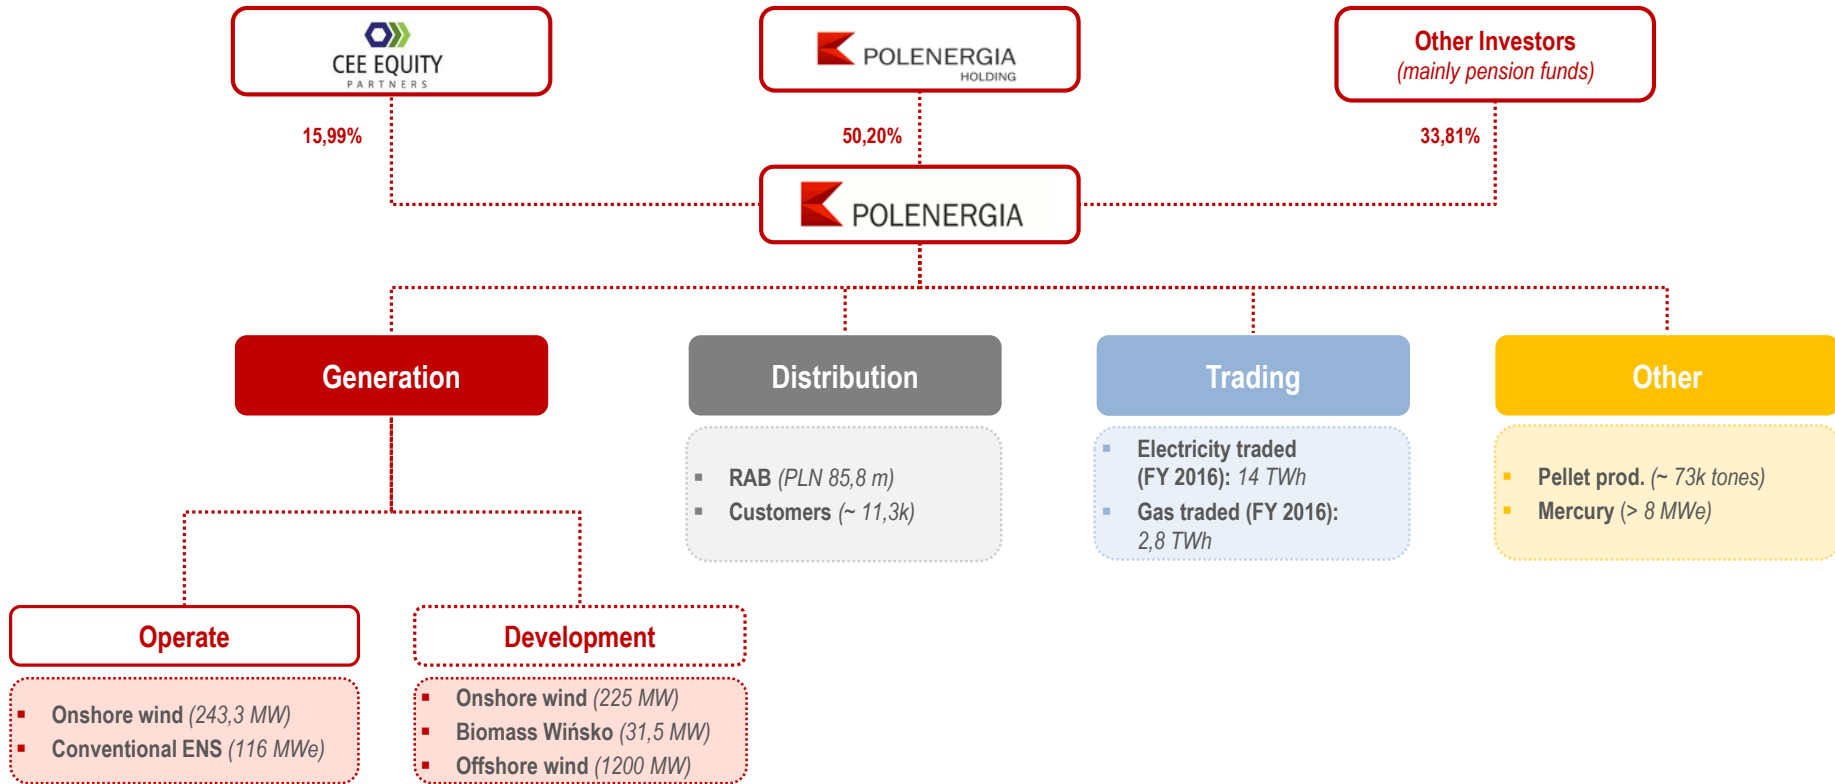 CEE EQUITY
PARTNERS
POLENERGIA
HOLDING
Other Investors
(mainly pension funds)
15,99%
50,20%
33,81%
POLENERGIA
Generation
Distribution
Trading
Other
▪ RAB (PLN 85,8 m)
▪ Customers (~ 11,3k)
▪ Electricity traded
(FY 2016): 14 TWh
▪ Gas traded (FY 2016):
2,8 TWh
▪ Pellet prod. (~ 73k tones)
▪ Mercury (> 8 MWe)
Operate
▪ Onshore wind (243,3 MW)
▪ Conventional ENS (116 MWe)
Development
▪ Onshore wind (225 MW)
▪ Biomass Wińsko (31,5 MW)
▪ Offshore wind (1200 MW)